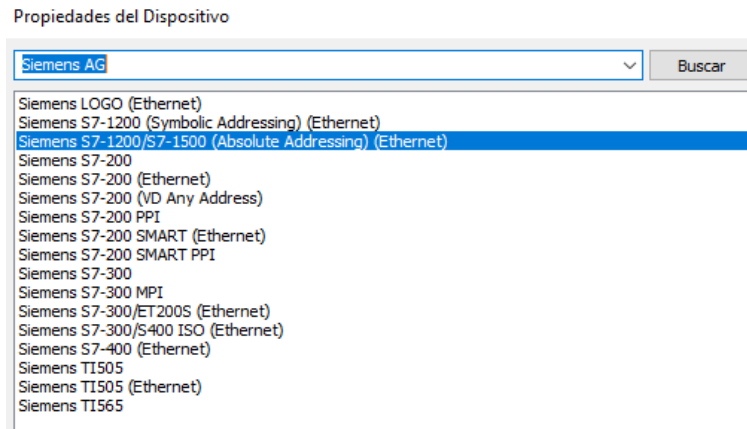 Propiedades del Dispositivo
Siemens AG
Buscar
Siemens LOGO (Ethernet)
Siemens S7-1200 (Symbolic Addressing) (Ethernet)
Siemens S7-1200/S7-1500 (Absolute Addressing) (Ethernet)
Siemens S7-200
Siemens S7-200 (Ethernet)
Siemens S7-200 (VD Any Address)
Siemens S7-200 PPI
Siemens S7-200 SMART (Ethernet)
Siemens S7-200 SMART PPI
Siemens S7-300
Siemens S7-300 MPI
Siemens S7-300/ET200S (Ethernet)
Siemens S7-300/S400 ISO (Ethernet)
Siemens S7-400 (Ethernet)
Siemens TI505
Siemens TI505 (Ethernet)
Siemens TI565